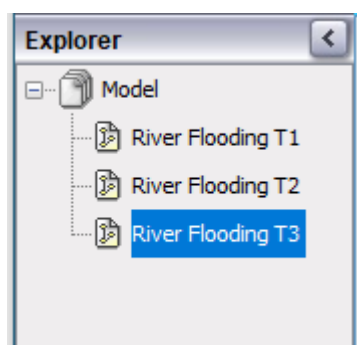 Explorer
Model
River Flooding T1
River Flooding T2
River Flooding T3